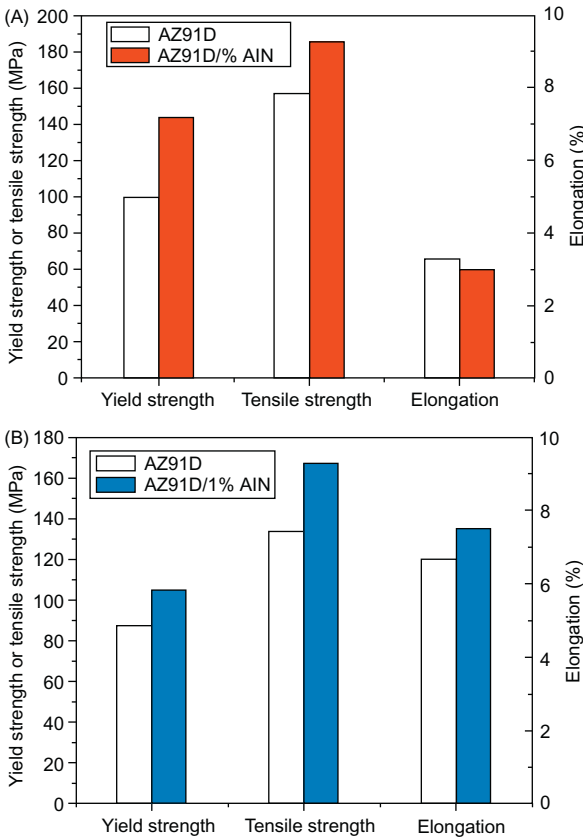 (A)
200
180
160
140
120
100
80
60
40
20
0
Yield strength or tensile strength (MPa)
AZ91D
AZ91D/% AIN
10
8
6
4
2
0
Elongation (%)
Yield strength
Tensile strength
Elongation
(B)
180
160
140
120
100
80
60
40
20
0
Yield strength or tensile strength (MPa)
AZ91D
AZ91D/1% AIN
10
8
6
4
2
0
Elongation (%)
Yield strength
Tensile strength
Elongation